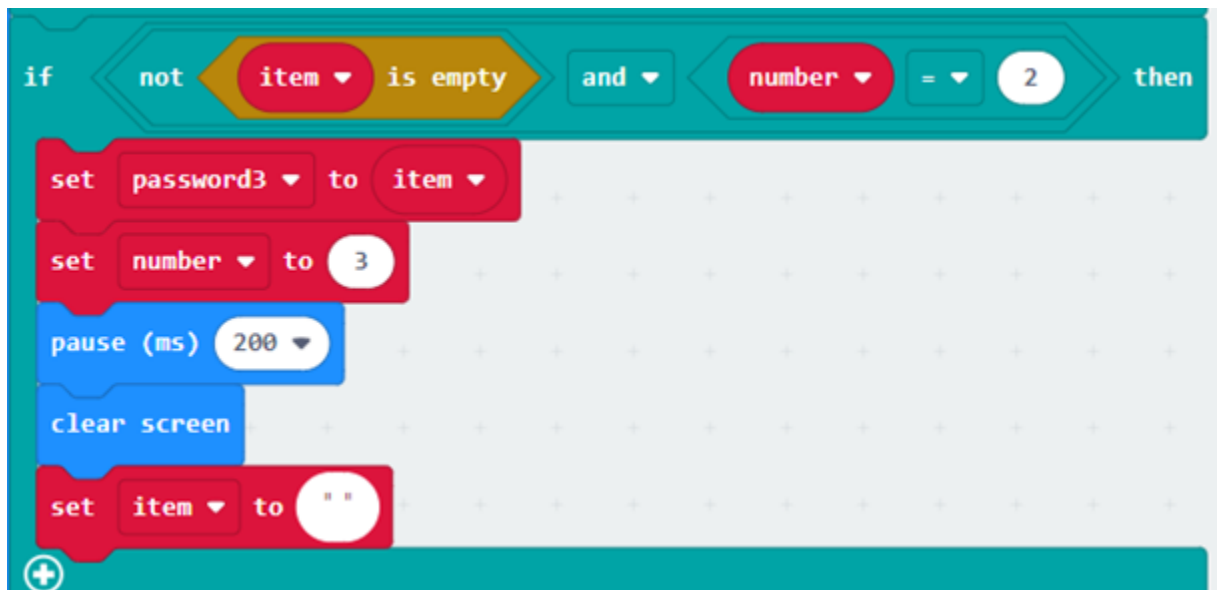 if not item is empty and number = 2 then
set password3 to item
set number to 3
pause (ms) 200
clear screen
set item to " "